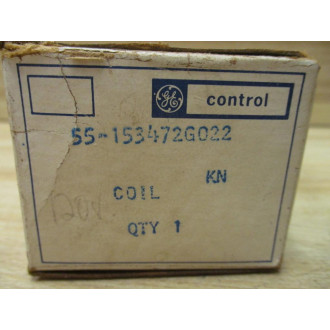 GE control
55-153472G022
KN
COIL
120V
QTY 1